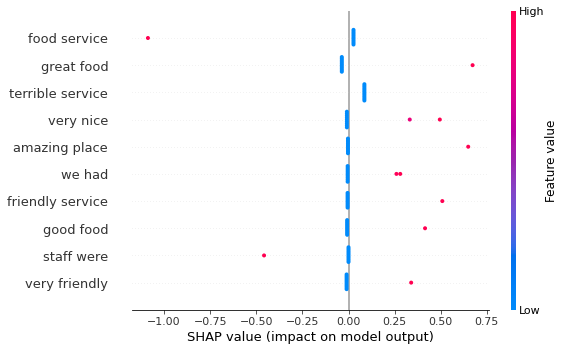 High
food service
great food
terrible service
very nice
amazing place
we had
friendly service
good food
staff were
very friendly
Feature value
Low
−1.00 −0.75 −0.50 −0.25 0.00 0.25 0.50 0.75
SHAP value (impact on model output)